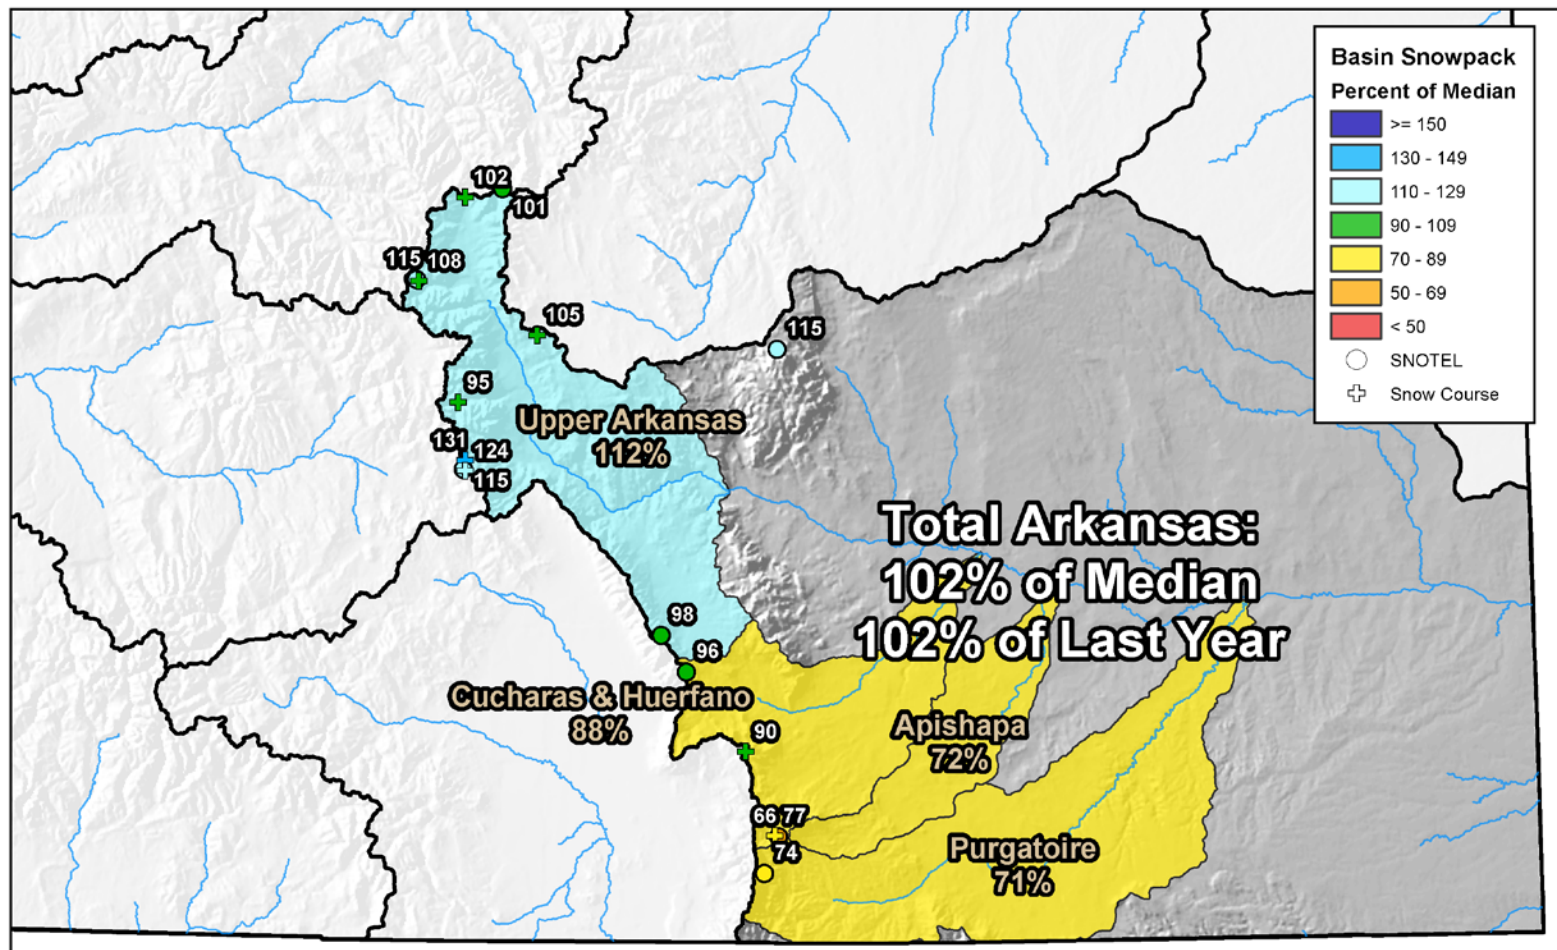 Basin Snowpack
Percent of Median
>= 150
130 - 149
110 - 129
90 - 109
70 - 89
50 - 69
< 50
SNOTEL
Snow Course
102
101
115 108
105
115
95
Upper Arkansas
112%
131
124
115
Total Arkansas:
102% of Median
102% of Last Year
98
96
Cucharas & Huerfano
88%
Apishapa
72%
90
66 77
74
Purgatoire
71%